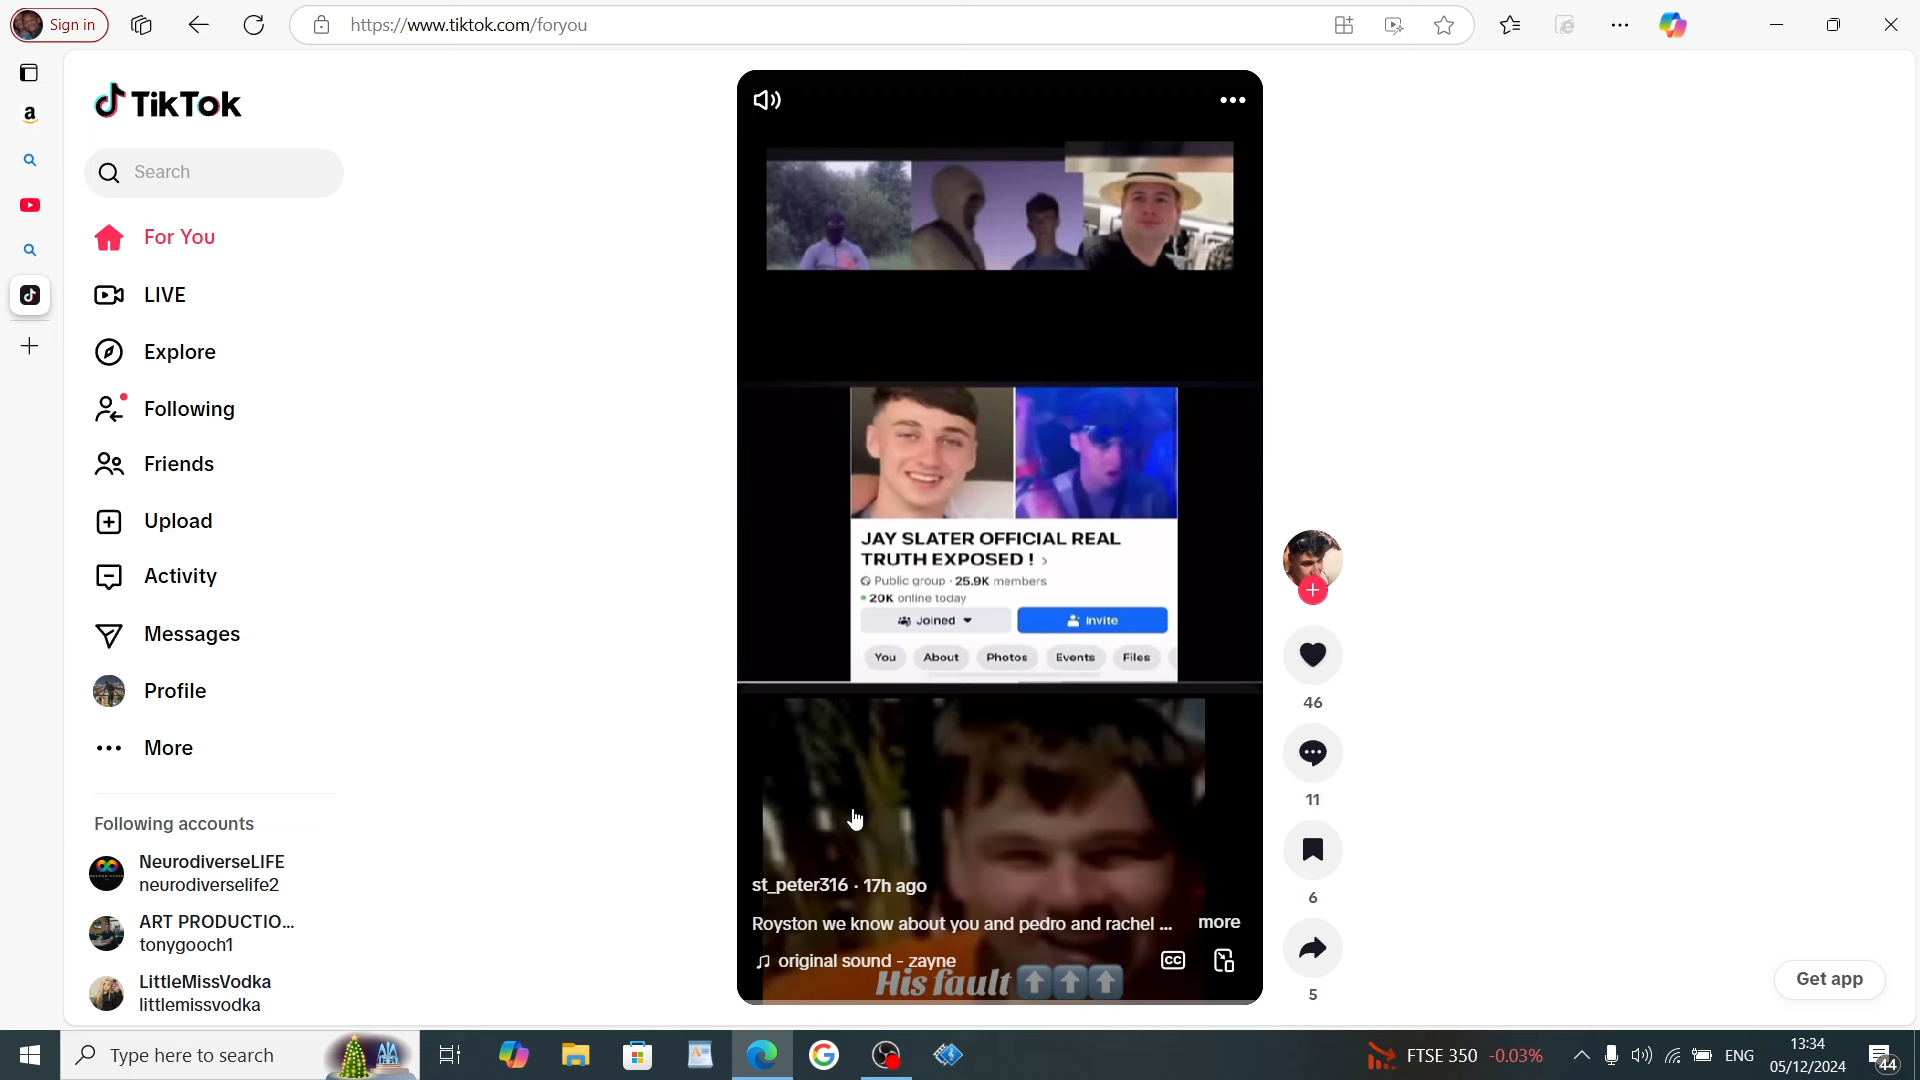 Sign in
https://www.tiktok.com/foryou
TikTok
Search
For You
LIVE
Explore
Following
Friends
Upload
Activity
Messages
Profile
More
Following accounts
NeurodiverseLIFE
neurodiverselife2
ART PRODUCTIO...
tonygooch1
LittleMissVodka
littlemissvodka
JAY SLATER OFFICIAL REAL
TRUTH EXPOSED ! >
Public group · 25.9K members
20K online today
Joined
Invite
You
About
Photos
Events
Files
st_peter316 · 17h ago
Royston we know about you and pedro and rachel ... more
original sound - zayne
CC
His fault ⬆⬆⬆
46
11
6
5
Get app
Type here to search
FTSE 350 -0.03%
ENG
13:34
05/12/2024
44